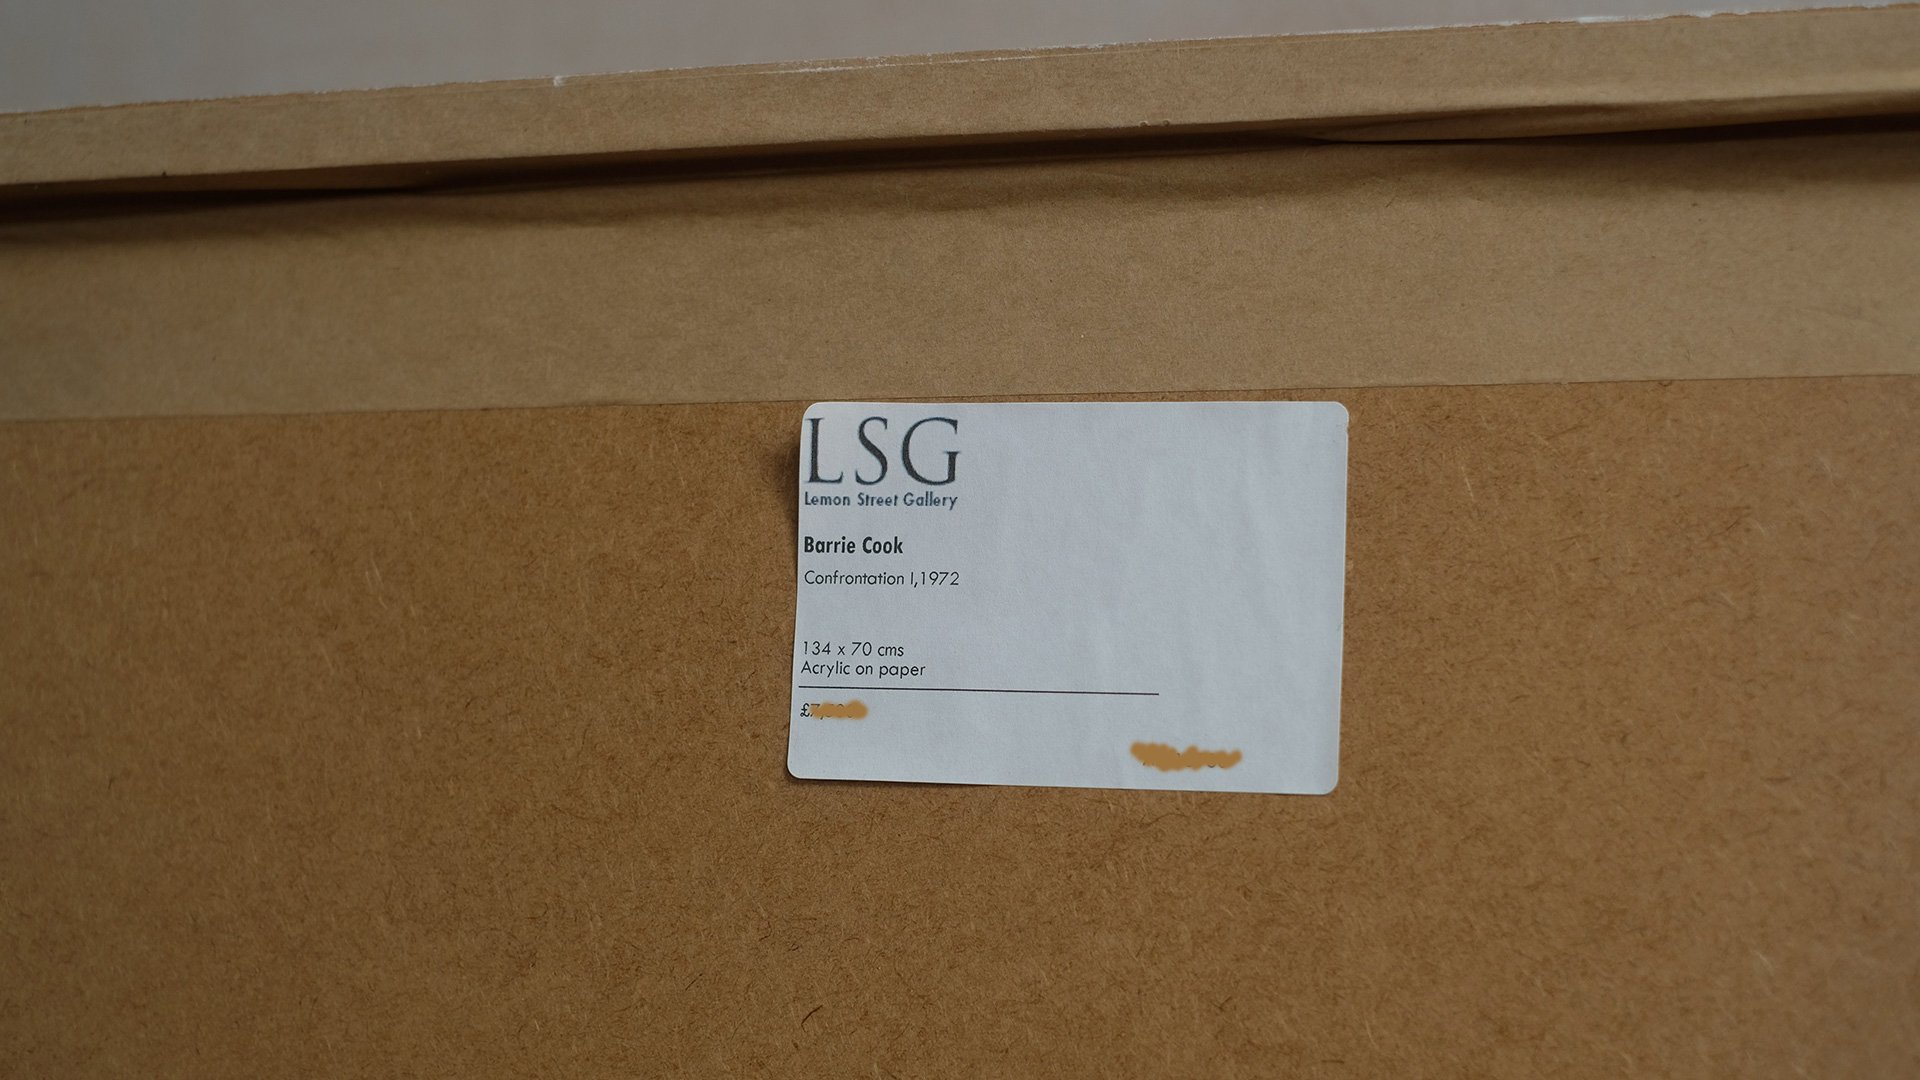 LSG
Lemon Street Gallery
Barrie Cook
Confrontation I,1972
134 x 70 cms
Acrylic on paper